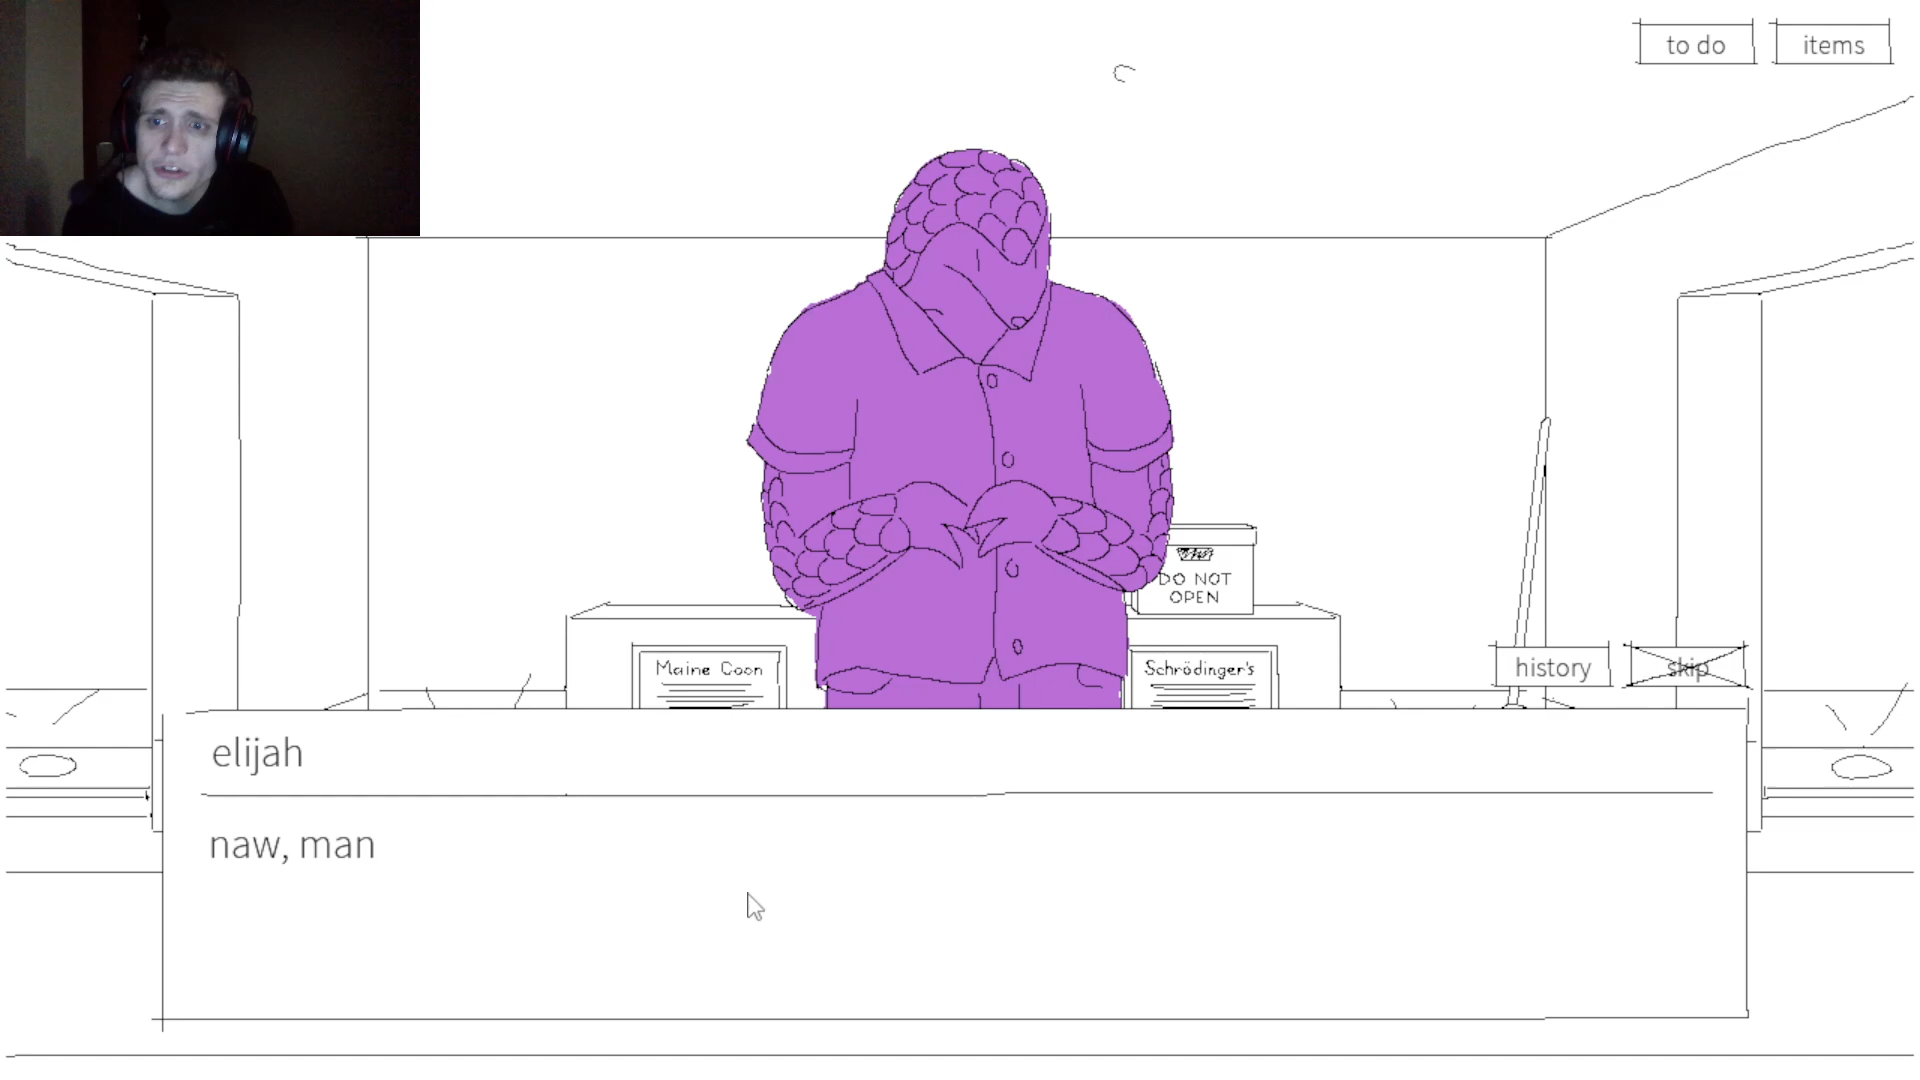 to do
items
DO NOT
OPEN
Maine Coon
Schrödinger's
history
skip
elijah
naw, man